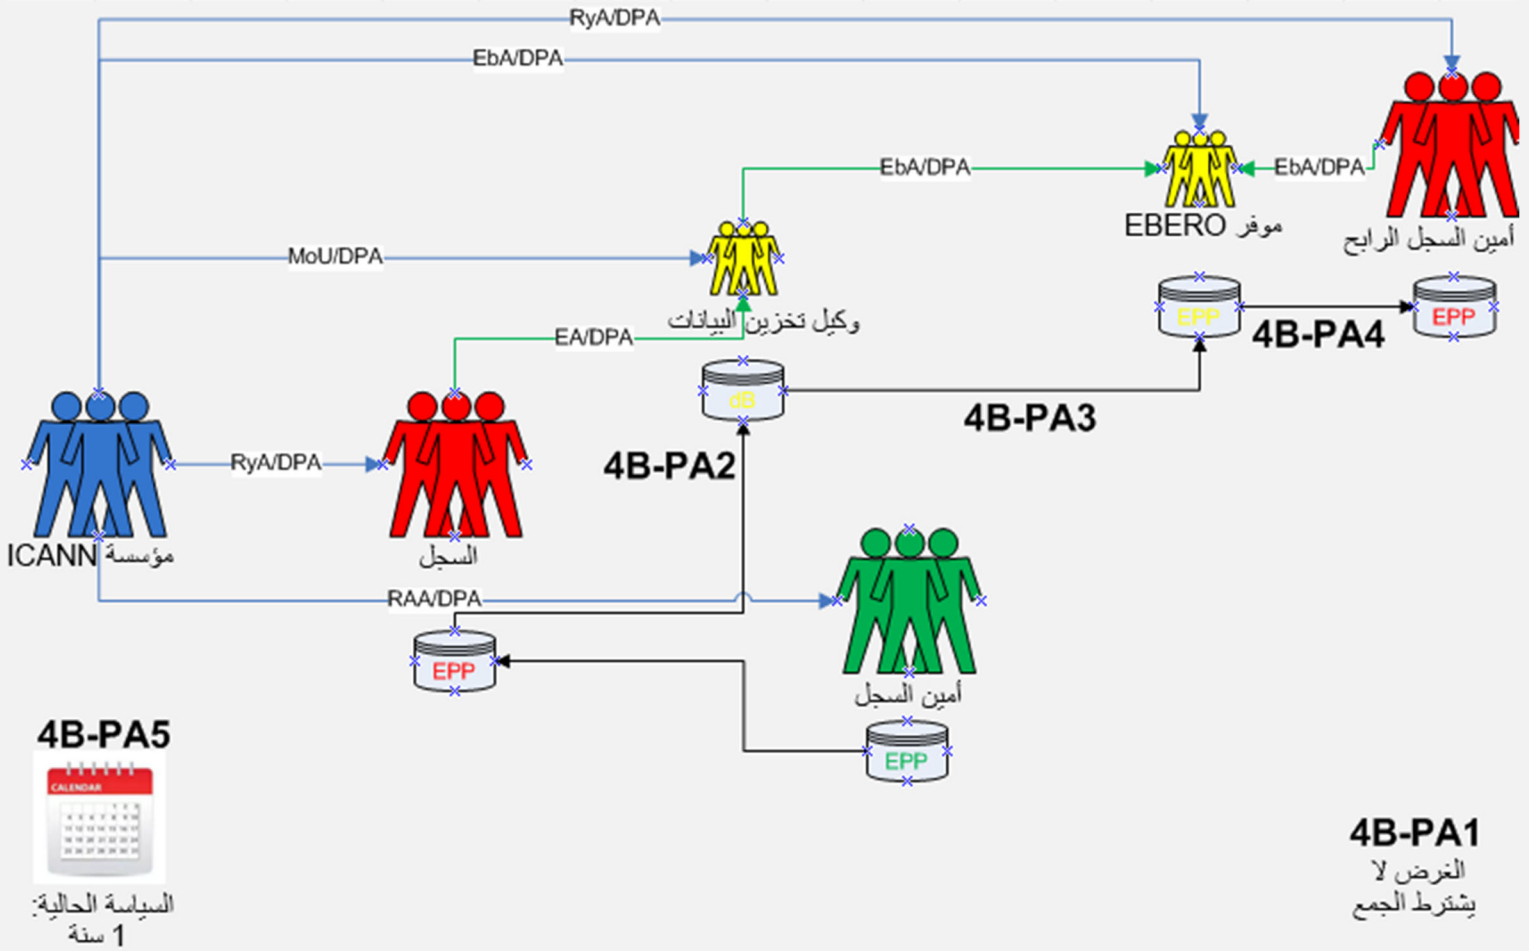 RyA/DPA
EbA/DPA
EbA/DPA
EbA/DPA
موفر EBERO
أمين السجل الرابح
MoU/DPA
وكيل تخزين البيانات
EPP
EPP
4B-PA4
EA/DPA
dB
4B-PA3
4B-PA2
RyA/DPA
مؤسسة ICANN
السجل
RAA/DPA
EPP
أمين السجل
EPP
4B-PA5
CALENDAR
السياسة الحالية:
1 سنة
4B-PA1
الغرض لا
يشترط الجمع